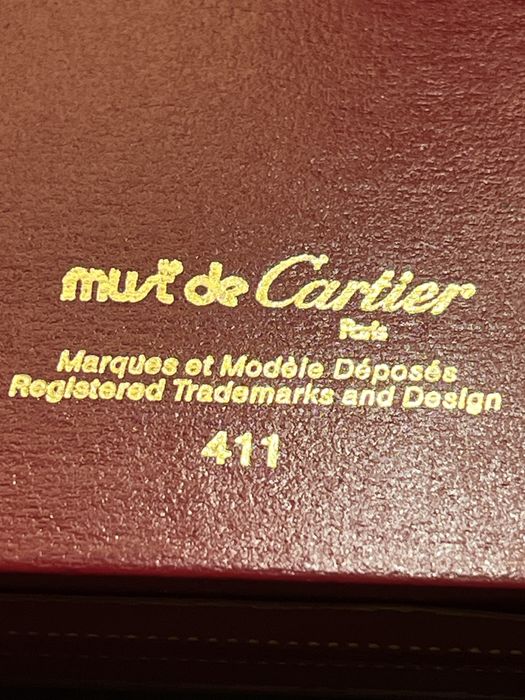 must de Cartier
Paris
Marques et Modèle Déposés
Registered Trademarks and Design
411